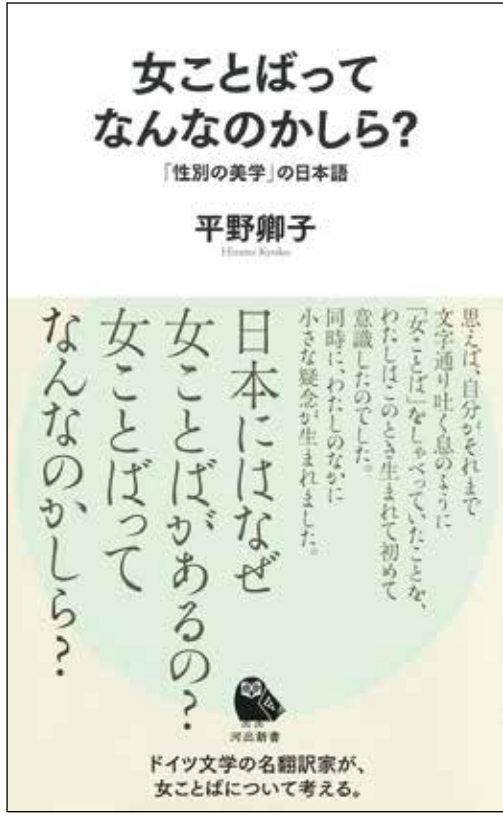 女ことばって
なんなのかしら?
「性別の美学」の日本語
平野卿子
Hirano Kyoko
思えば、自分がそれまで
文字通り吐く息のように
「女ことば」をしゃべっていたことを、
わたしはこのとき生まれて初めて
意識したのでした。
同時に、わたしのなかに
小さな疑念が生まれました。
日本にはなぜ
女ことばがあるの?
女ことばって
なんなのかしら?
河出新書
ドイツ文学の名翻訳家が、
女ことばについて考える。